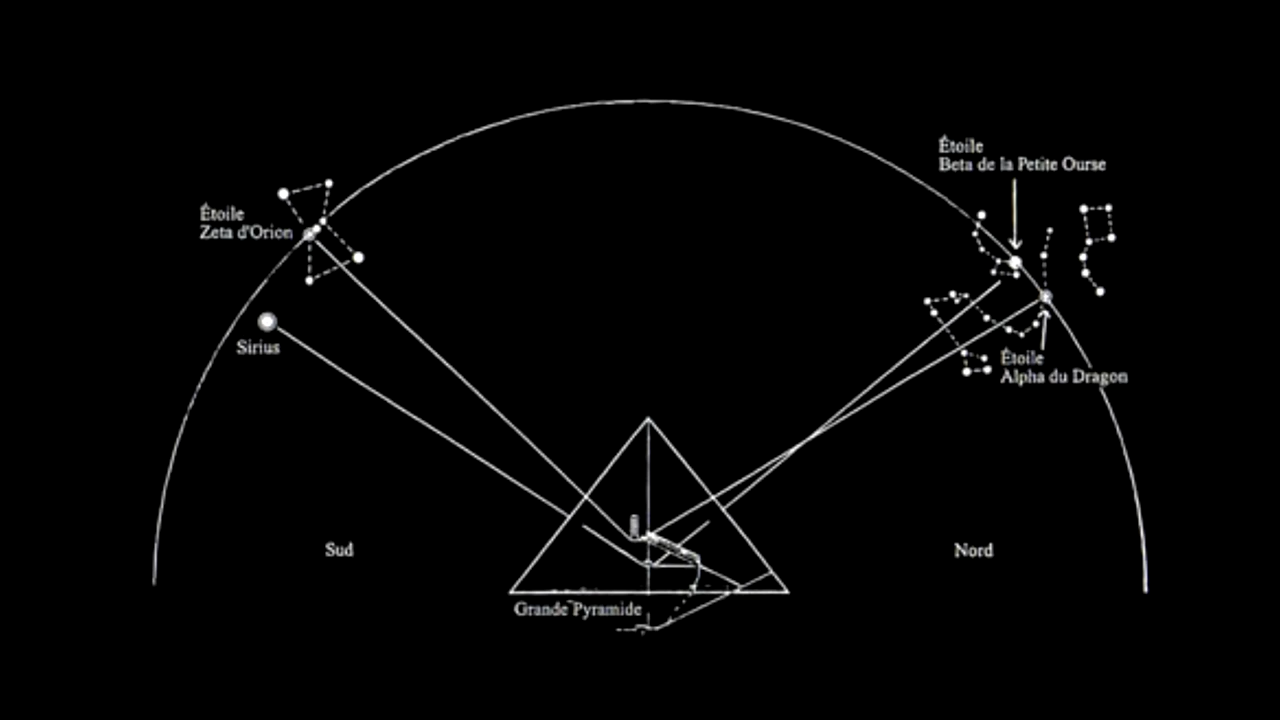 Étoile
Beta de la Petite Ourse
Étoile
Zeta d'Orion
Sirius
Étoile
Alpha du Dragon
Sud
Nord
Grande Pyramide